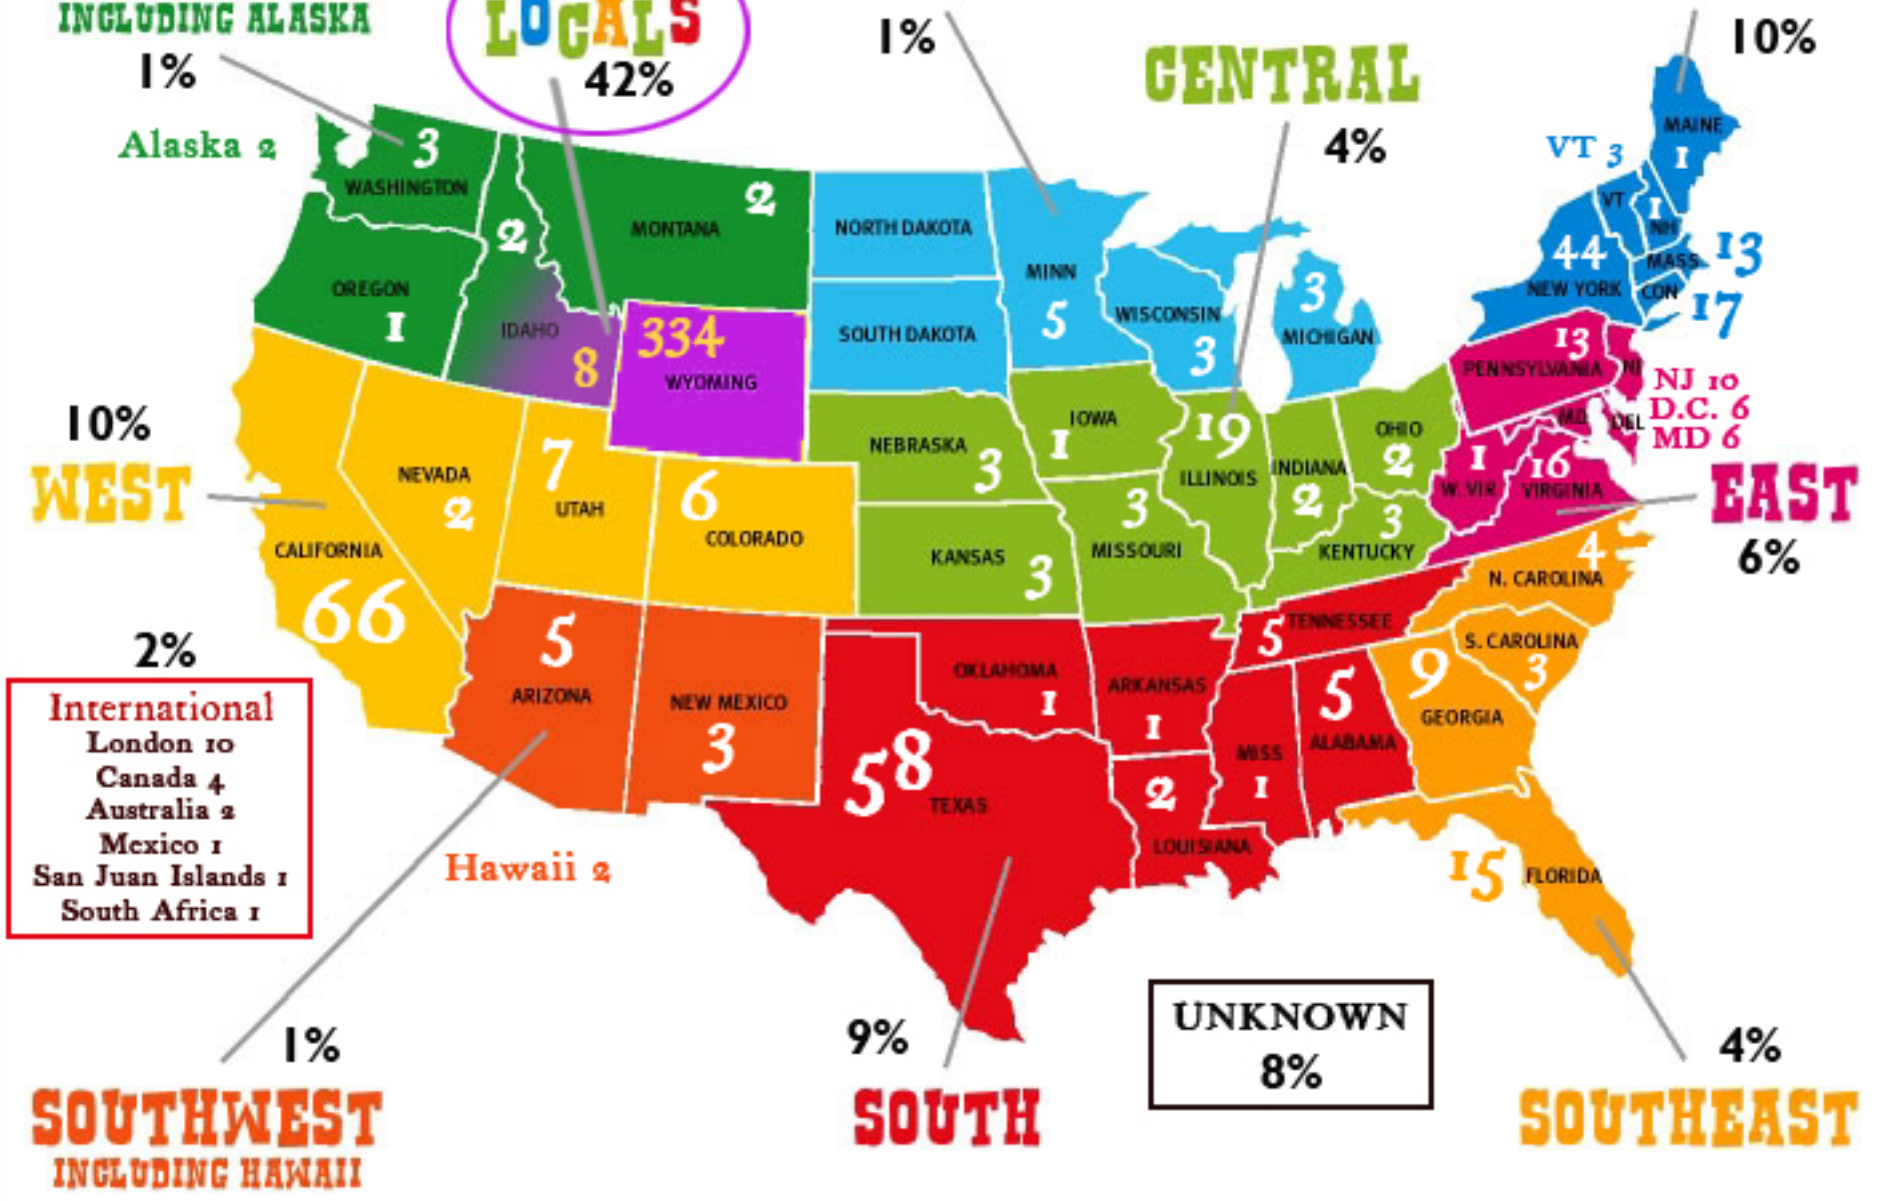 INCLUDING ALASKA
1%
LOCALS
42%
1%
CENTRAL
4%
10%
Alaska 2
3
WASHINGTON
2
MONTANA
2
OREGON
1
IDAHO
8
334
WYOMING
NORTH DAKOTA
SOUTH DAKOTA
MINN
5
WISCONSIN
3
3
MICHIGAN
MAINE
1
VT 3
VT
1
NH
44
NEW YORK
MASS
13
CON
17
13
PENNSYLVANIA
NJ
NJ 10
D.C. 6
MD 6
MD
DEL
10%
WEST
NEVADA
2
7
UTAH
6
COLORADO
CALIFORNIA
66
NEBRASKA
3
KANSAS
3
IOWA
1
3
MISSOURI
19
ILLINOIS
INDIANA
2
OHIO
2
3
KENTUCKY
1
W. VIR
16
VIRGINIA
EAST
6%
4
N. CAROLINA
S. CAROLINA
3
9
GEORGIA
5
TENNESSEE
5
ALABAMA
MISS
1
OKLAHOMA
1
ARKANSAS
1
2
LOUISIANA
58
TEXAS
5
ARIZONA
NEW MEXICO
3
2%
International
London 10
Canada 4
Australia 2
Mexico 1
San Juan Islands 1
South Africa 1
Hawaii 2
15
FLORIDA
1%
SOUTHWEST
INCLUDING HAWAII
9%
SOUTH
UNKNOWN
8%
4%
SOUTHEAST